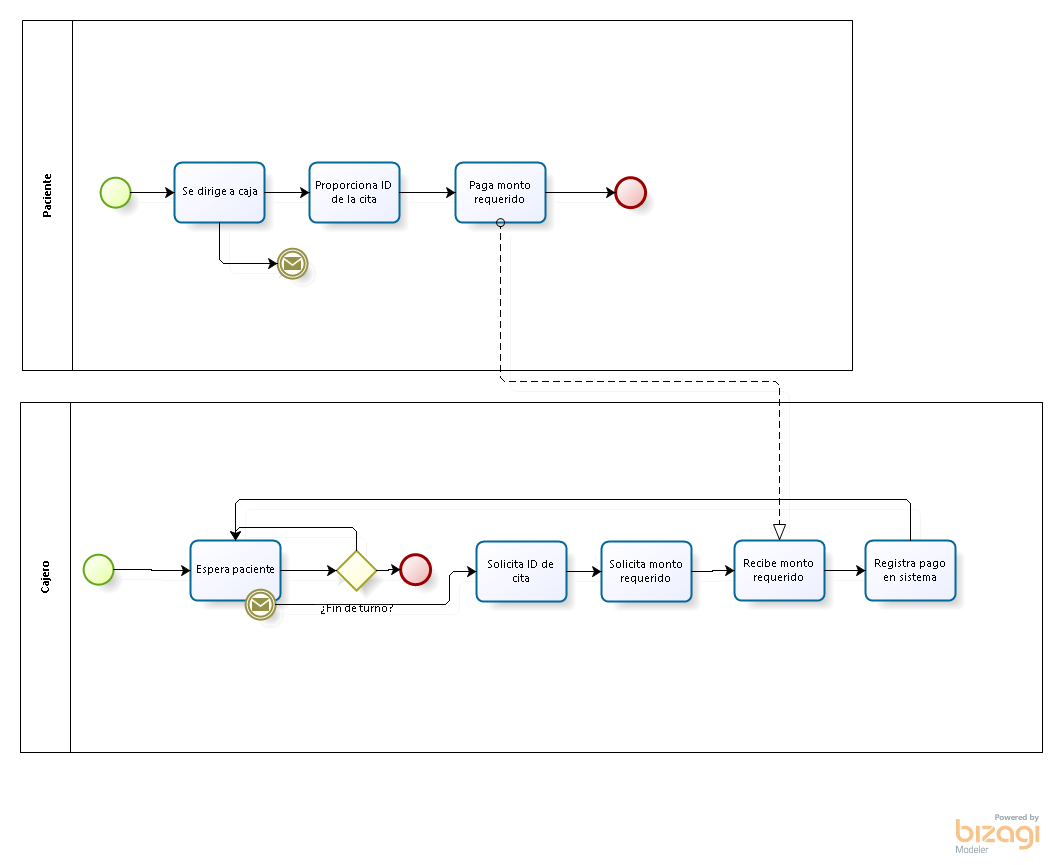 Paciente
Se dirige a caja
Proporciona ID
de la cita
Paga monto
requerido
Cajero
Espera paciente
¿Fin de turno?
Solicita ID de
cita
Solicita monto
requerido
Recibe monto
requerido
Registra pago
en sistema
Powered by
bizagi
Modeler